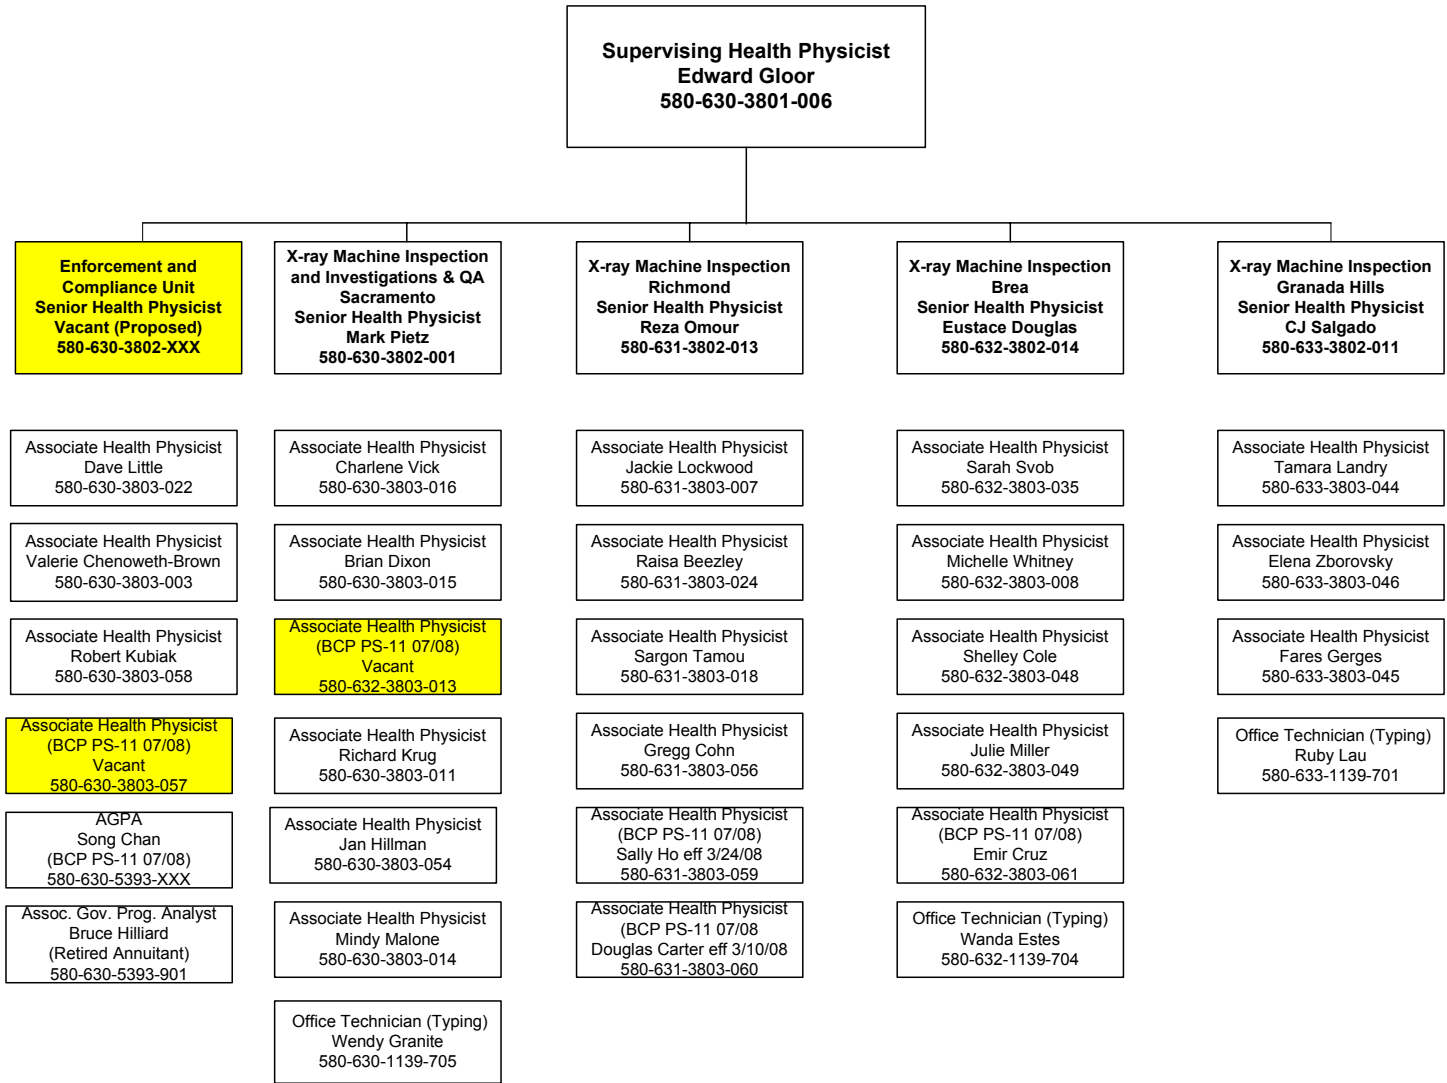 Supervising Health Physicist
Edward Gloor
580-630-3801-006
Enforcement and
Compliance Unit
Senior Health Physicist
Vacant (Proposed)
580-630-3802-XXX
X-ray Machine Inspection
and Investigations & QA
Sacramento
Senior Health Physicist
Mark Pietz
580-630-3802-001
X-ray Machine Inspection
Richmond
Senior Health Physicist
Reza Omour
580-631-3802-013
X-ray Machine Inspection
Brea
Senior Health Physicist
Eustace Douglas
580-632-3802-014
X-ray Machine Inspection
Granada Hills
Senior Health Physicist
CJ Salgado
580-633-3802-011
Associate Health Physicist
Dave Little
580-630-3803-022
Associate Health Physicist
Charlene Vick
580-630-3803-016
Associate Health Physicist
Jackie Lockwood
580-631-3803-007
Associate Health Physicist
Sarah Svob
580-632-3803-035
Associate Health Physicist
Tamara Landry
580-633-3803-044
Associate Health Physicist
Valerie Chenoweth-Brown
580-630-3803-003
Associate Health Physicist
Brian Dixon
580-630-3803-015
Associate Health Physicist
Raisa Beezley
580-631-3803-024
Associate Health Physicist
Michelle Whitney
580-632-3803-008
Associate Health Physicist
Elena Zborovsky
580-633-3803-046
Associate Health Physicist
Robert Kubiak
580-630-3803-058
Associate Health Physicist
(BCP PS-11 07/08)
Vacant
580-632-3803-013
Associate Health Physicist
Sargon Tamou
580-631-3803-018
Associate Health Physicist
Shelley Cole
580-632-3803-048
Associate Health Physicist
Fares Gerges
580-633-3803-045
Associate Health Physicist
(BCP PS-11 07/08)
Vacant
580-630-3803-057
Associate Health Physicist
Richard Krug
580-630-3803-011
Associate Health Physicist
Gregg Cohn
580-631-3803-056
Associate Health Physicist
Julie Miller
580-632-3803-049
Office Technician (Typing)
Ruby Lau
580-633-1139-701
AGPA
Song Chan
(BCP PS-11 07/08)
580-630-5393-XXX
Associate Health Physicist
Jan Hillman
580-630-3803-054
Associate Health Physicist
(BCP PS-11 07/08)
Sally Ho eff 3/24/08
580-631-3803-059
Associate Health Physicist
(BCP PS-11 07/08)
Emir Cruz
580-632-3803-061
Assoc. Gov. Prog. Analyst
Bruce Hilliard
(Retired Annuitant)
580-630-5393-901
Associate Health Physicist
Mindy Malone
580-630-3803-014
Associate Health Physicist
(BCP PS-11 07/08
Douglas Carter eff 3/10/08
580-631-3803-060
Office Technician (Typing)
Wanda Estes
580-632-1139-704
Office Technician (Typing)
Wendy Granite
580-630-1139-705